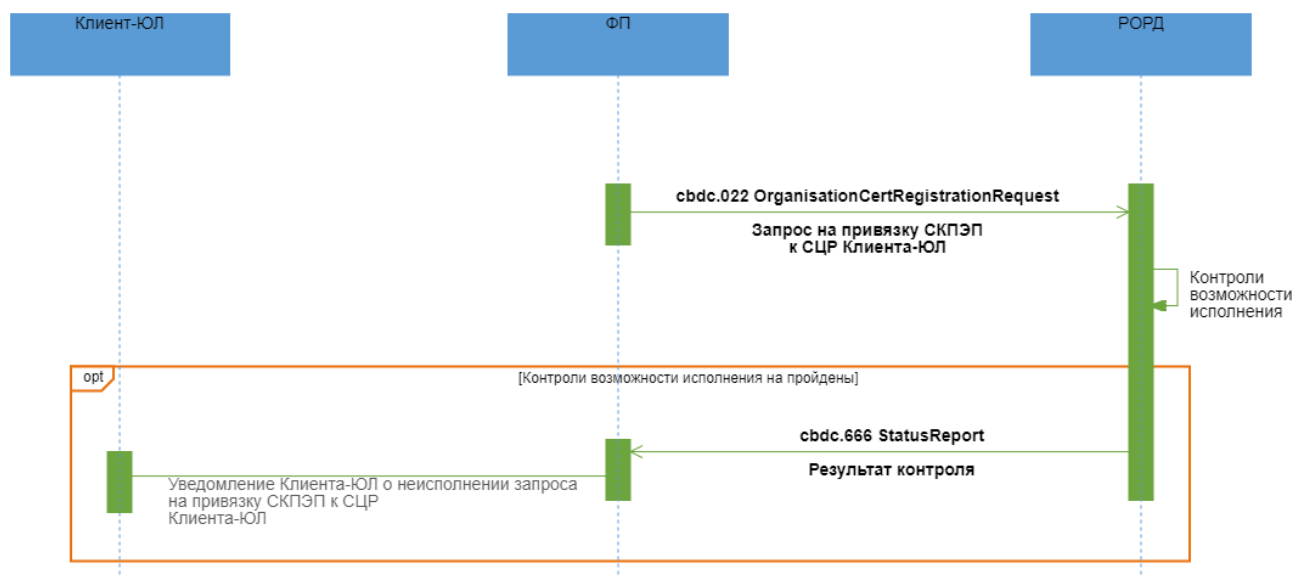 Клиент-ЮЛ
ФП
РОРД
cbdc.022 OrganisationCertRegistrationRequest
Запрос на привязку СКПЭП
к СЦР Клиента-ЮЛ
Контроли
возможности
исполнения
opt
[Контроли возможности исполнения на пройдены]
cbdc.666 StatusReport
Результат контроля
Уведомление Клиента-ЮЛ о неисполнении запроса
на привязку СКПЭП к СЦР
Клиента-ЮЛ